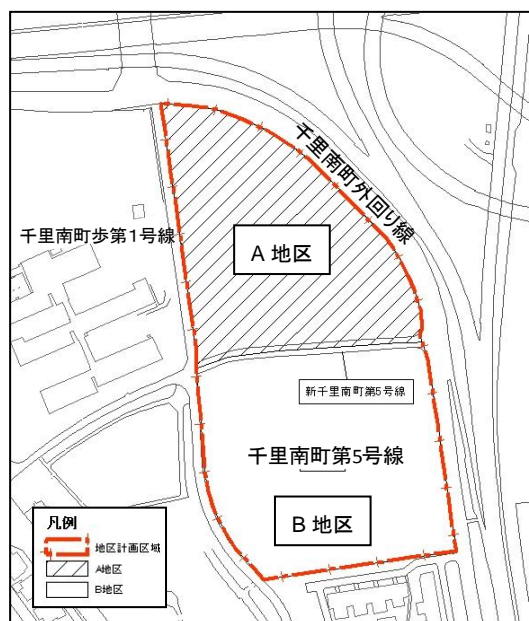 千里南町外回り線
千里南町歩第1号線
A 地区
新千里南町第5号線
千里南町第5号線
B 地区
凡例
地区計画区域
A地区
B地区